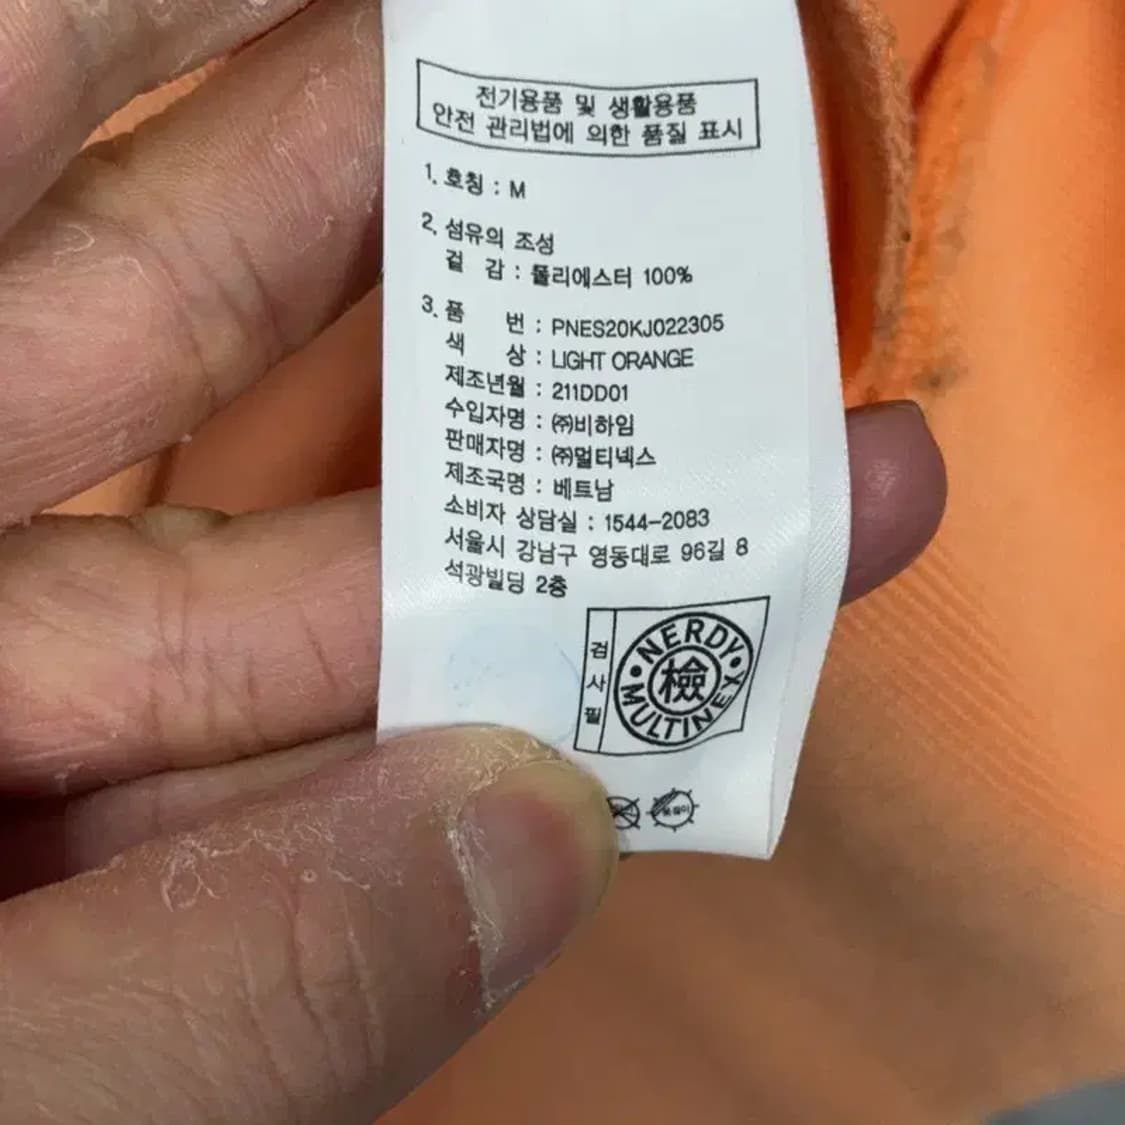 전기용품 및 생활용품
안전 관리법에 의한 품질 표시
1. 호칭 : M
2. 섬유의 조성
겉 감 : 폴리에스터 100%
3. 품 번 : PNES20KJ022305
색 상 : LIGHT ORANGE
제조년월 : 211DD01
수입자명 : ㈜비하임
판매자명 : ㈜멀티넥스
제조국명 : 베트남
소비자 상담실 : 1544-2083
서울시 강남구 영동대로 96길 8
석광빌딩 2층
검사필
NERDY
檢
MULTINEX